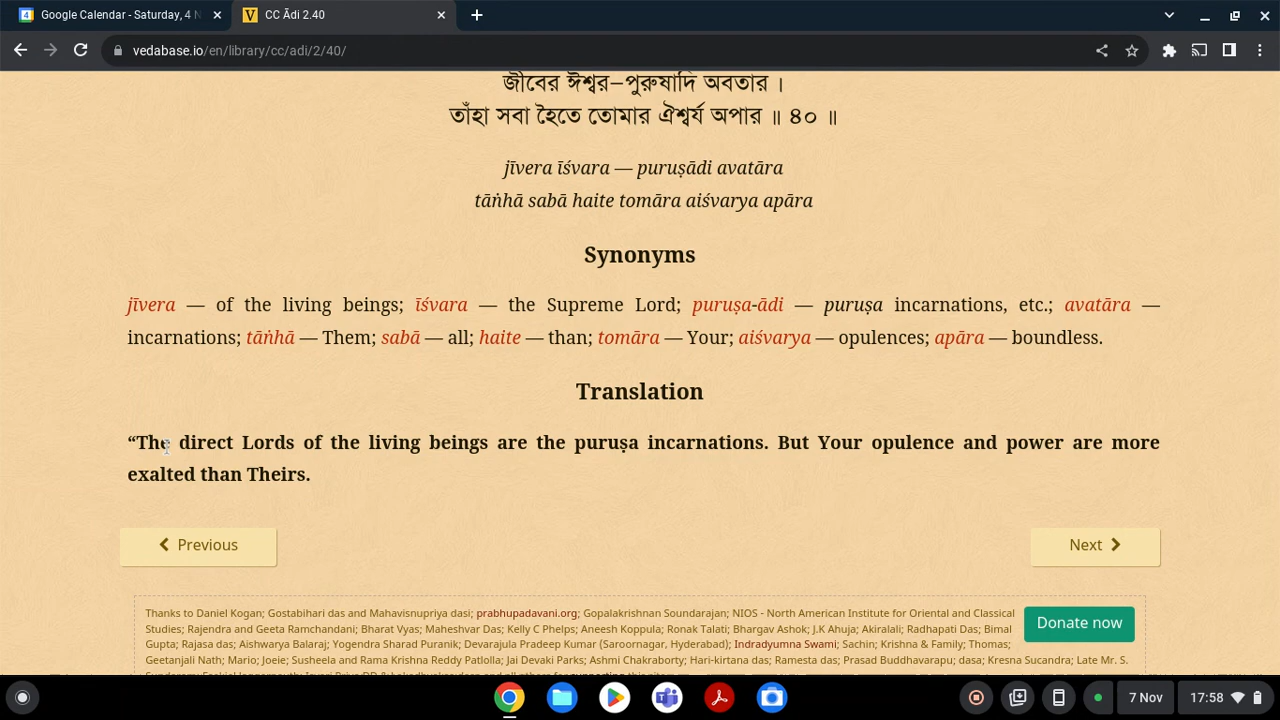 Google Calendar - Saturday, 4 N
CC Ādi 2.40
vedabase.io/en/library/cc/adi/2/40/
জীবের ঈশ্বর—পুরুষাদি অবতার ।
তাঁহা সবা হৈতে তোমার ঐশ্বর্য অপার ॥ ৪০ ॥
jīvera īśvara — puruṣādi avatāra
tāṅhā sabā haite tomāra aiśvarya apāra
Synonyms
jīvera — of the living beings; īśvara — the Supreme Lord; puruṣa-ādi — puruṣa incarnations, etc.; avatāra —
incarnations; tāṅhā — Them; sabā — all; haite — than; tomāra — Your; aiśvarya — opulences; apāra — boundless.
Translation
“The direct Lords of the living beings are the puruṣa incarnations. But Your opulence and power are more
exalted than Theirs.
Previous
Next
Thanks to Daniel Kogan; Gostabihari das and Mahavisnupriya dasi; prabhupadavani.org; Gopalakrishnan Soundarajan; NIOS - North American Institute for Oriental and Classical
Studies; Rajendra and Geeta Ramchandani; Bharat Vyas; Maheshvar Das; Kelly C Phelps; Aneesh Koppula; Ronak Talati; Bhargav Ashok; J.K Ahuja; Akiralali; Radhapati Das; Bimal
Gupta; Rajasa das; Aishwarya Balaraj; Yogendra Sharad Puranik; Devarajula Pradeep Kumar (Saroornagar, Hyderabad); Indradyumna Swami; Sachin; Krishna & Family; Thomas;
Geetanjali Nath; Mario; Joeie; Susheela and Rama Krishna Reddy Patlolla; Jai Devaki Parks; Ashmi Chakraborty; Hari-kirtana das; Ramesta das; Prasad Buddhavarapu; dasa; Kresna Sucandra; Late Mr. S.
Donate now
7 Nov
17:58